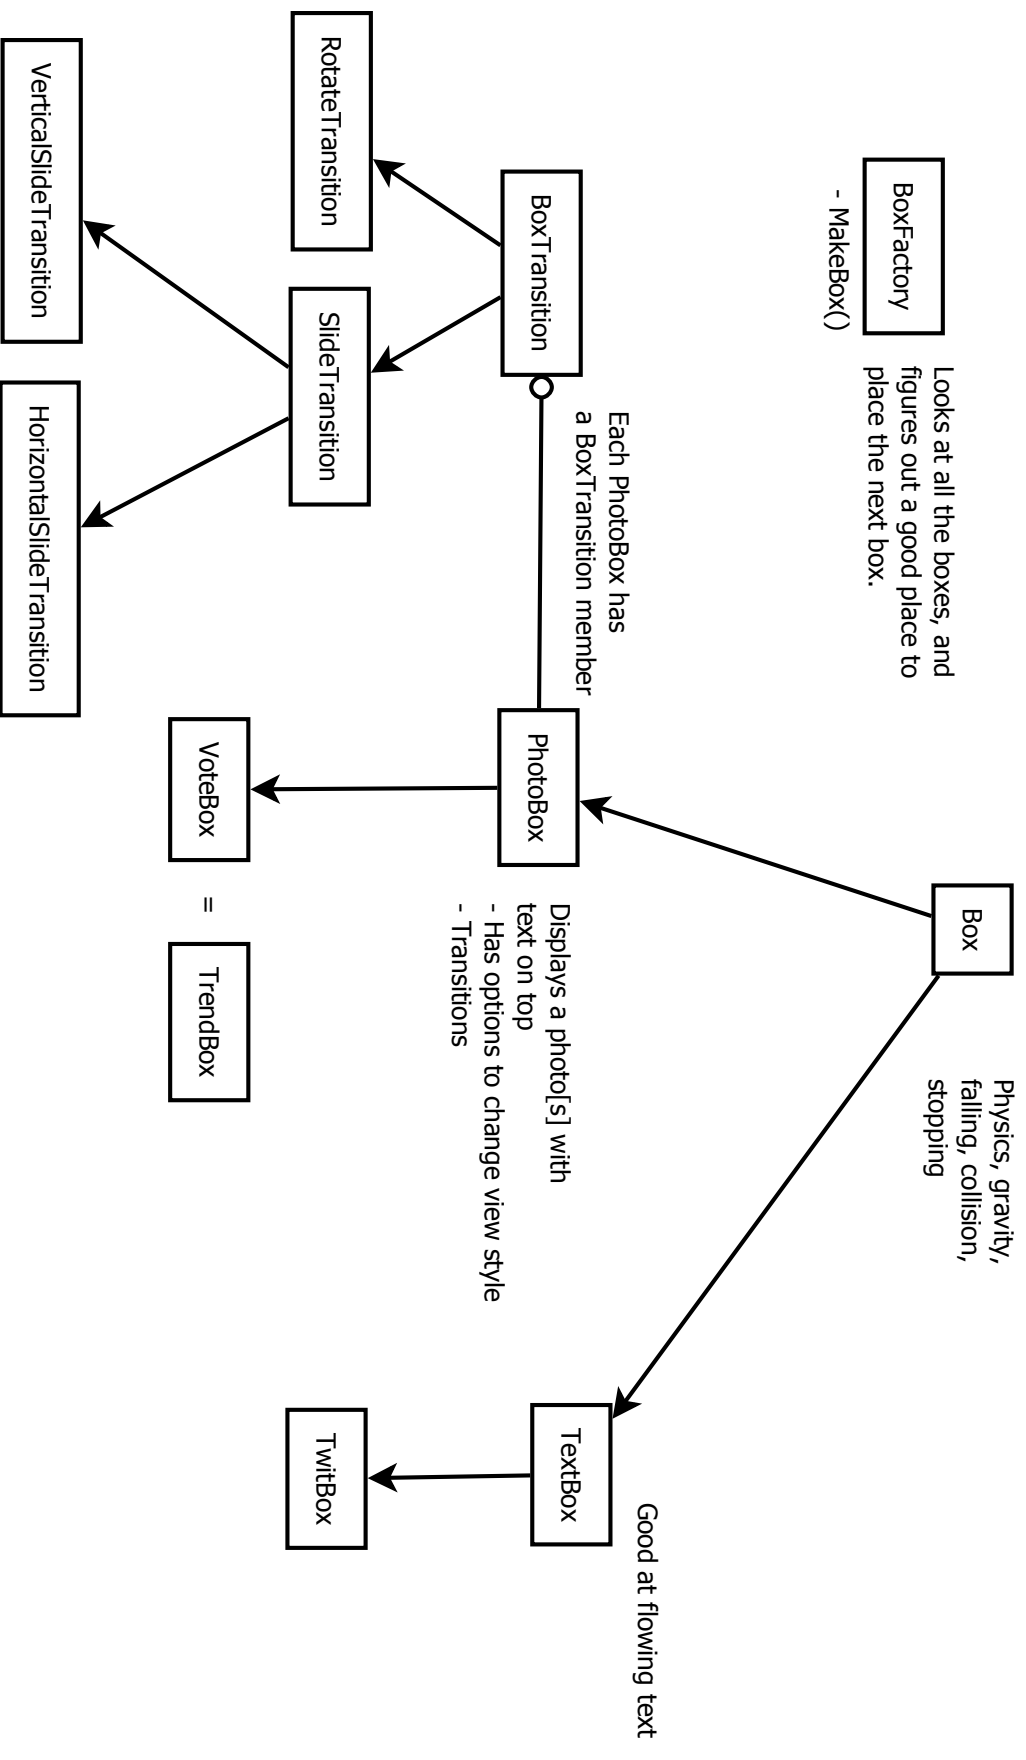 Box
Physics, gravity,
falling, collision,
stopping
BoxFactory
- MakeBox()
Looks at all the boxes, and
figures out a good place to
place the next box.
Each PhotoBox has
a BoxTransition member
BoxTransition
PhotoBox
Displays a photo[s] with
text on top
- Has options to change view style
- Transitions
Good at flowing text
TextBox
RotateTransition
SlideTransition
TwitBox
VoteBox
=
TrendBox
VerticalSlideTransition
HorizontalSlideTransition